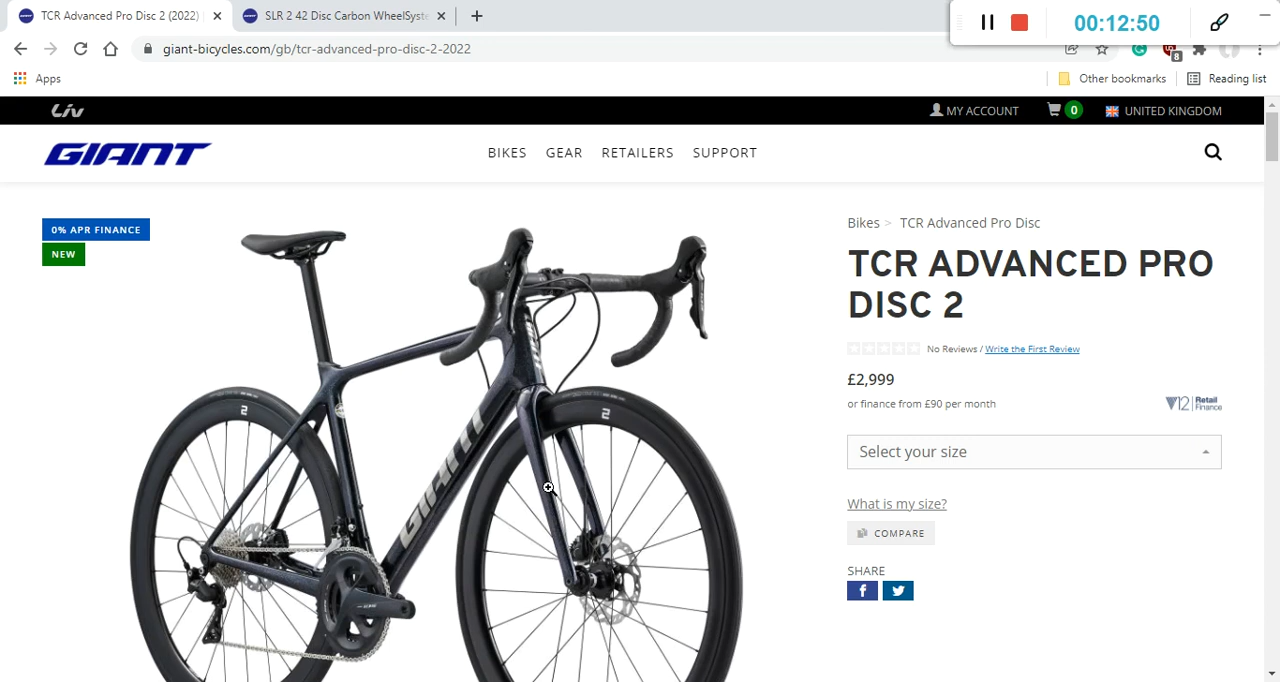 TCR Advanced Pro Disc 2 (2022)
SLR 2 42 Disc Carbon WheelSyste
00:12:50
giant-bicycles.com/gb/tcr-advanced-pro-disc-2-2022
8
Apps
Other bookmarks
Reading list
Liv
MY ACCOUNT
0
UNITED KINGDOM
GIANT
BIKES
GEAR
RETAILERS
SUPPORT
0% APR FINANCE
NEW
Bikes > TCR Advanced Pro Disc
TCR ADVANCED PRO
DISC 2
No Reviews / Write the First Review
£2,999
or finance from £90 per month
V12 Retail
Finance
Select your size
What is my size?
COMPARE
SHARE
GIANT
2
2